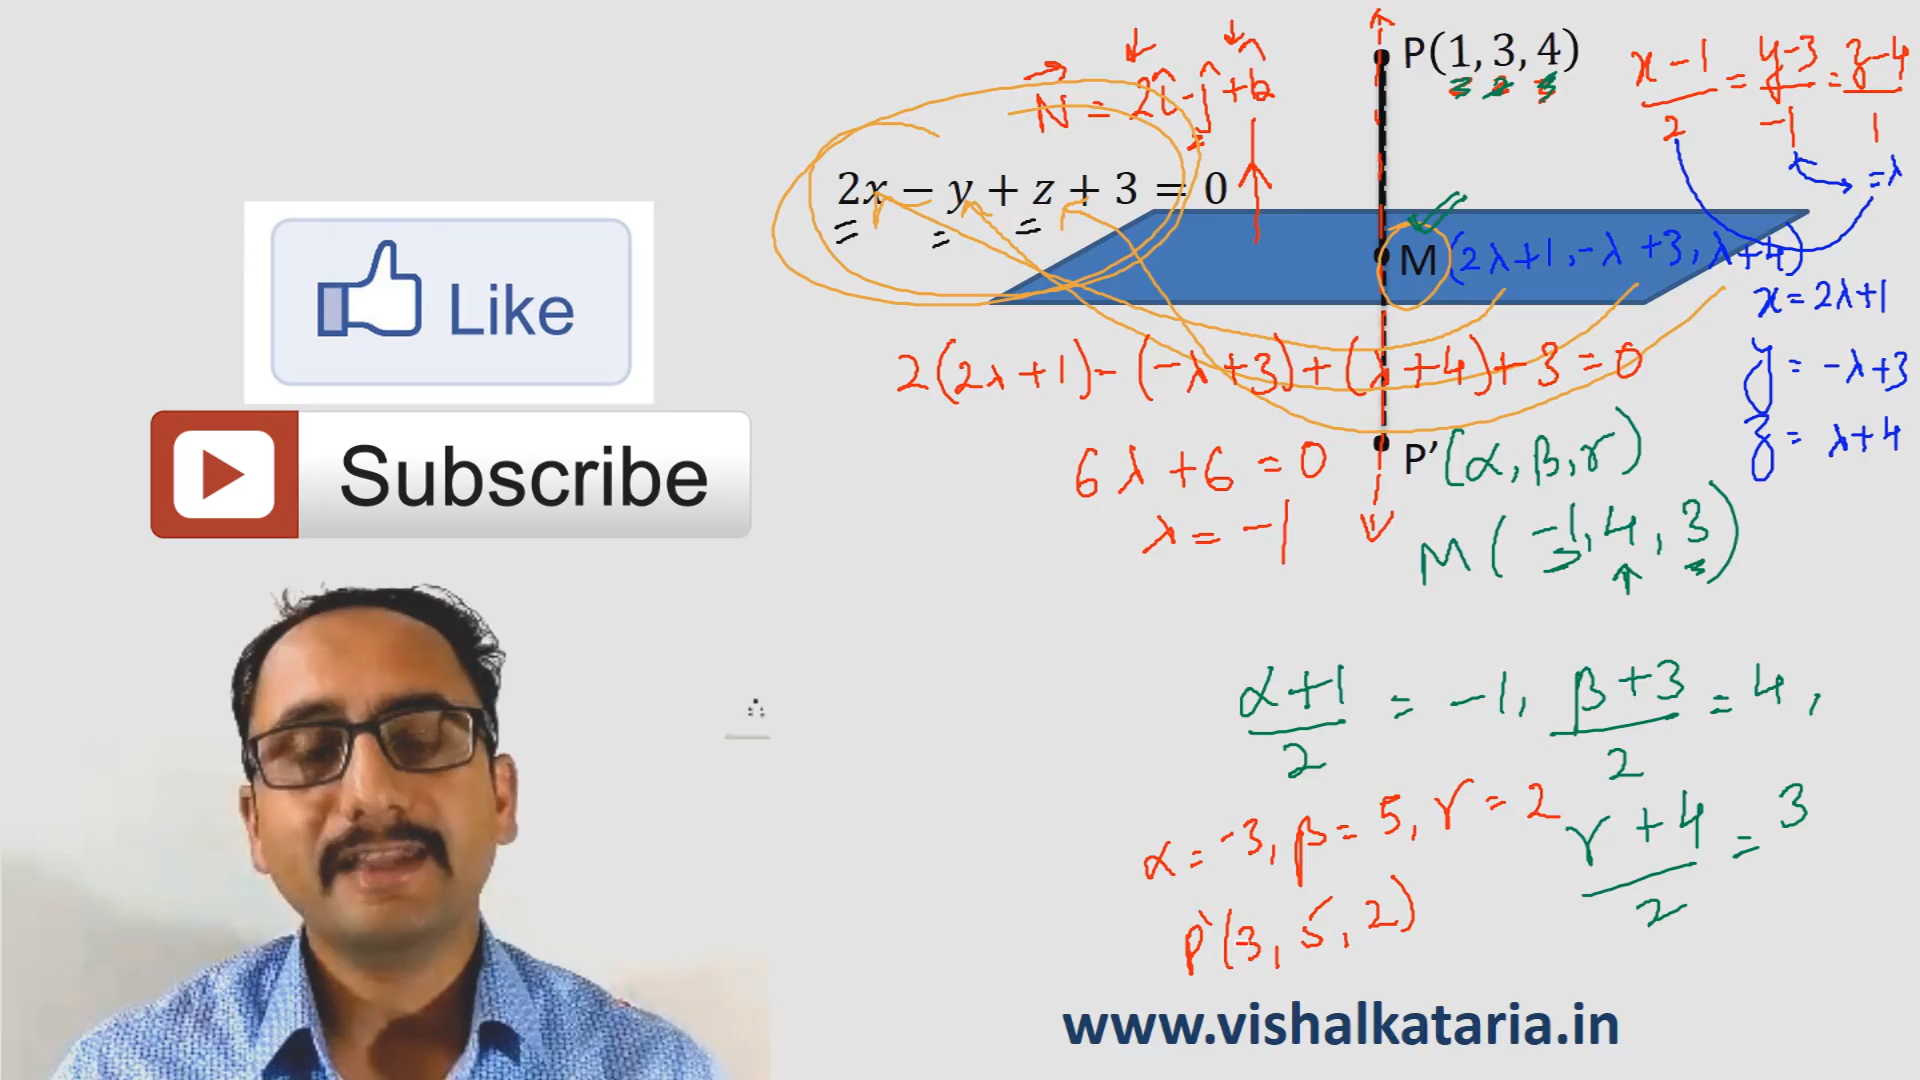 Like
Subscribe
N = 2i - j + k
2x − y + z + 3 = 0
P(1, 3, 4)
x-1/2 = y-3/-1 = z-4/1
= λ
M (2λ+1, -λ+3, λ+4)
x = 2λ+1
y = -λ+3
z = λ+4
2(2λ+1) - (-λ+3) + (λ+4) + 3 = 0
6λ + 6 = 0
λ = -1
P’ (α, β, r)
M (-1, 4, 3)
α+1/2 = -1, β+3/2 = 4,
r+4/2 = 3
α = -3, β = 5, r = 2
P'(3, 5, 2)
www.vishalkataria.in